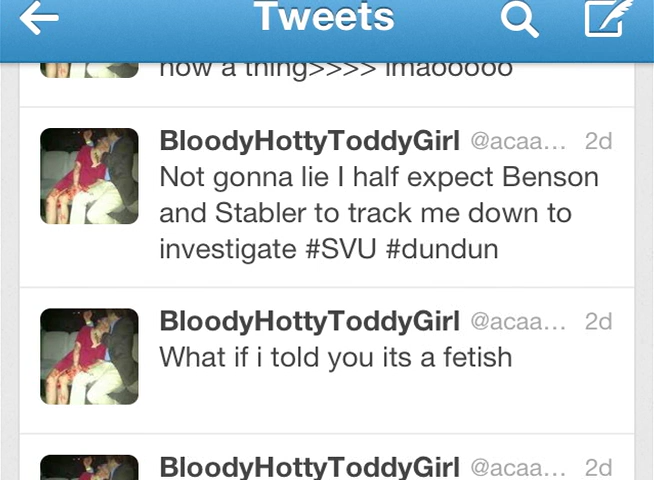 Tweets
now a thing>>>> lmaooooo
BloodyHottyToddyGirl @acaa... 2d
Not gonna lie I half expect Benson
and Stabler to track me down to
investigate #SVU #dundun
BloodyHottyToddyGirl @acaa... 2d
What if i told you its a fetish
BloodyHottyToddyGirl @acaa... 2d